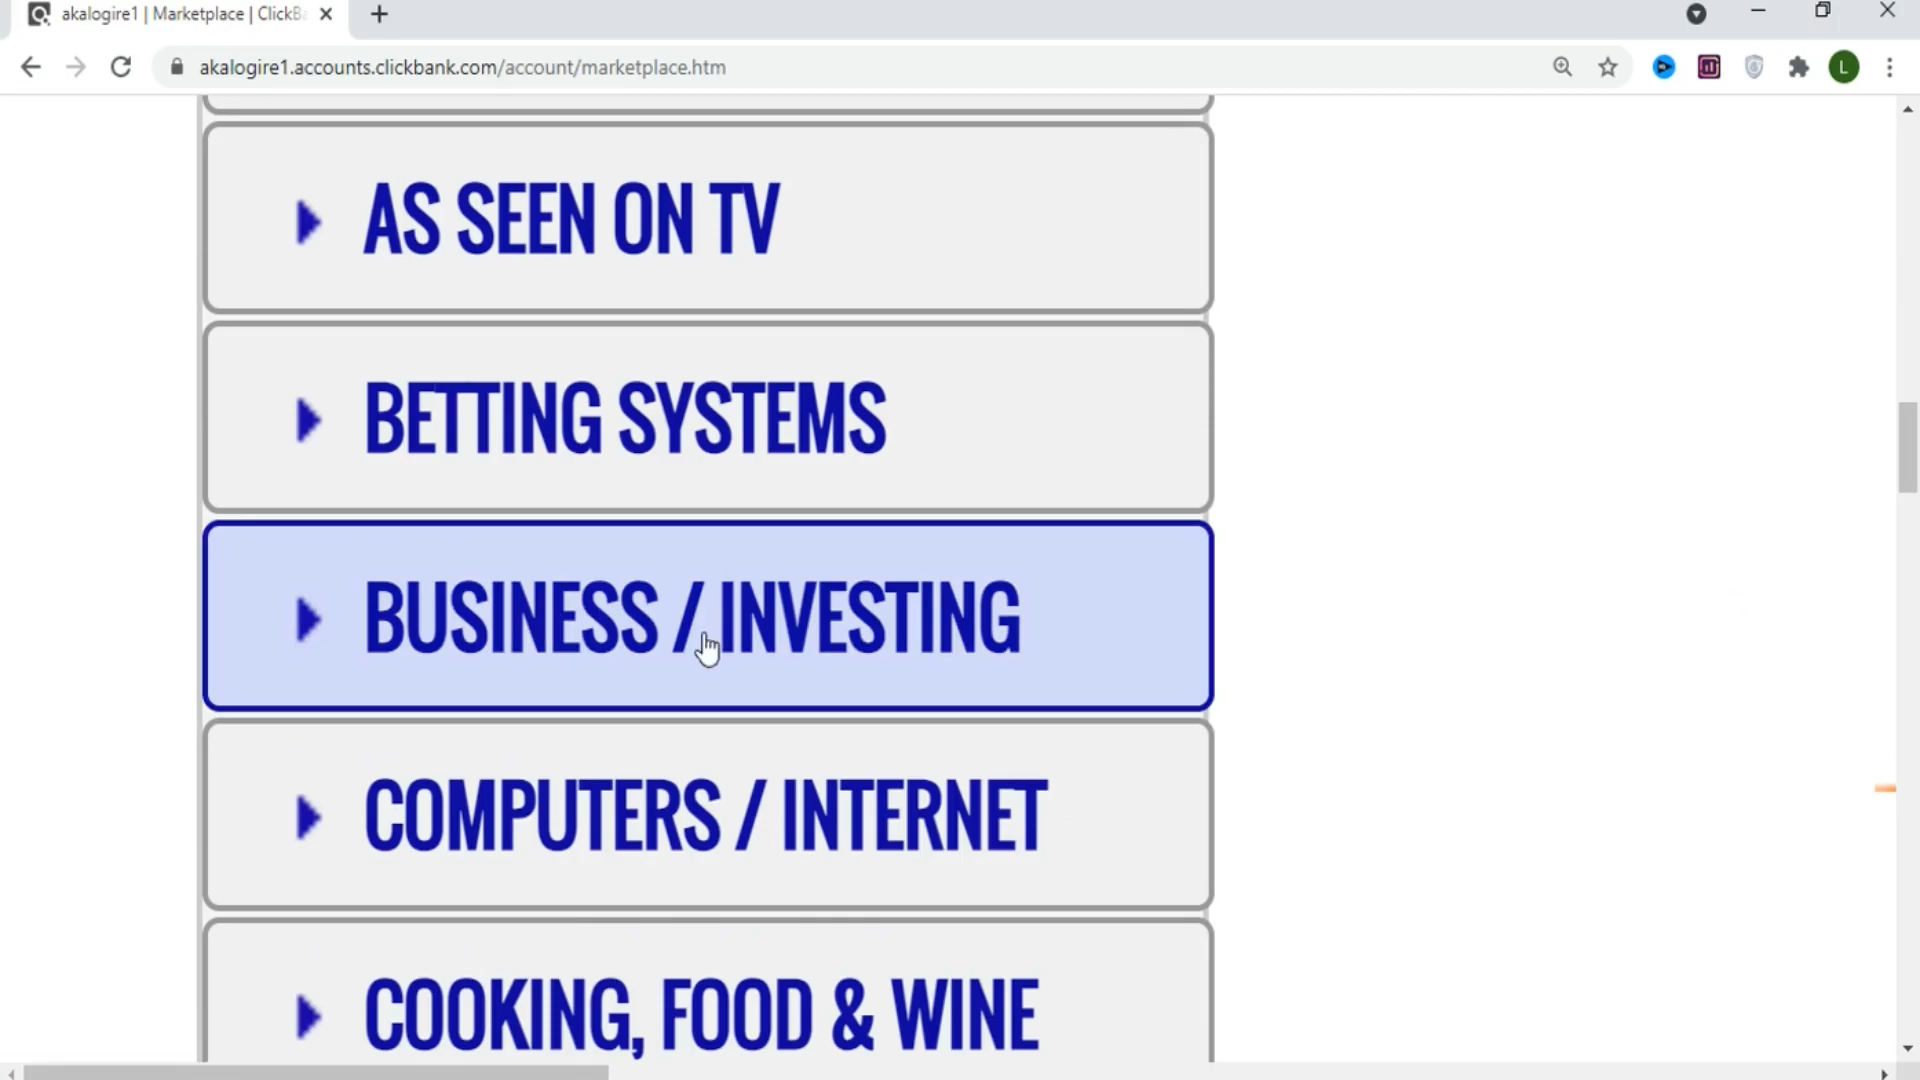 akalogire1 | Marketplace | ClickBa
akalogire1.accounts.clickbank.com/account/marketplace.htm
L
AS SEEN ON TV
BETTING SYSTEMS
BUSINESS / INVESTING
COMPUTERS / INTERNET
COOKING, FOOD & WINE